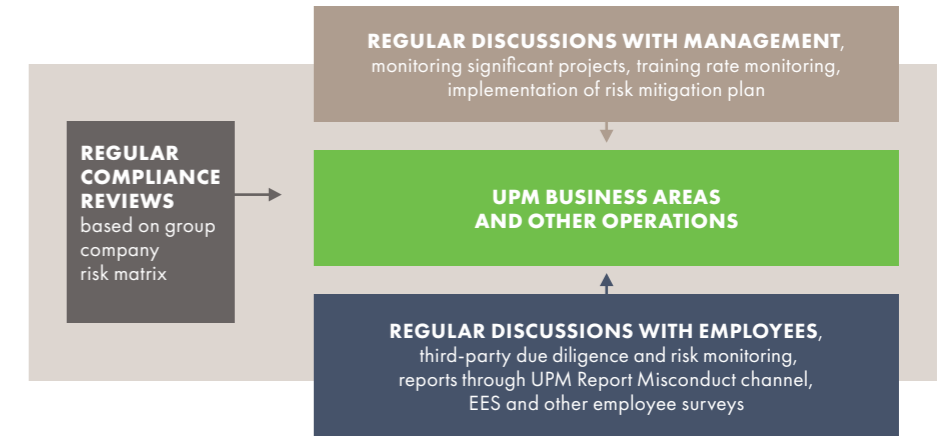 REGULAR DISCUSSIONS WITH MANAGEMENT,
monitoring significant projects, training rate monitoring,
implementation of risk mitigation plan
REGULAR
COMPLIANCE
REVIEWS
based on group
company
risk matrix
UPM BUSINESS AREAS
AND OTHER OPERATIONS
REGULAR DISCUSSIONS WITH EMPLOYEES,
third-party due diligence and risk monitoring,
reports through UPM Report Misconduct channel,
EES and other employee surveys